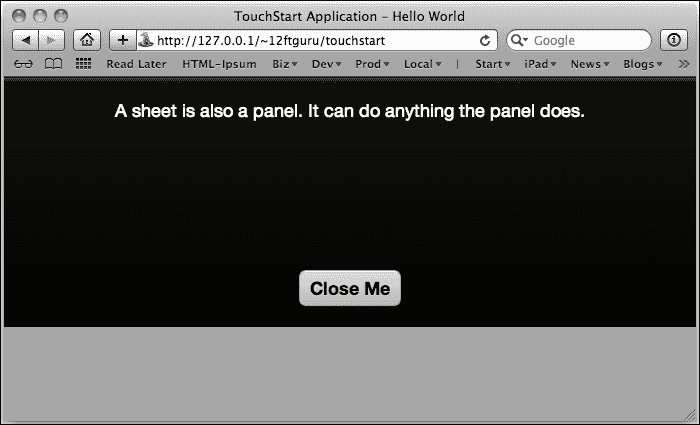 TouchStart Application – Hello World
http://127.0.0.1/~12ftguru/touchstart
Google
Read Later HTML-Ipsum Biz Dev Prod Local Start iPad News Blogs
A sheet is also a panel. It can do anything the panel does.
Close Me